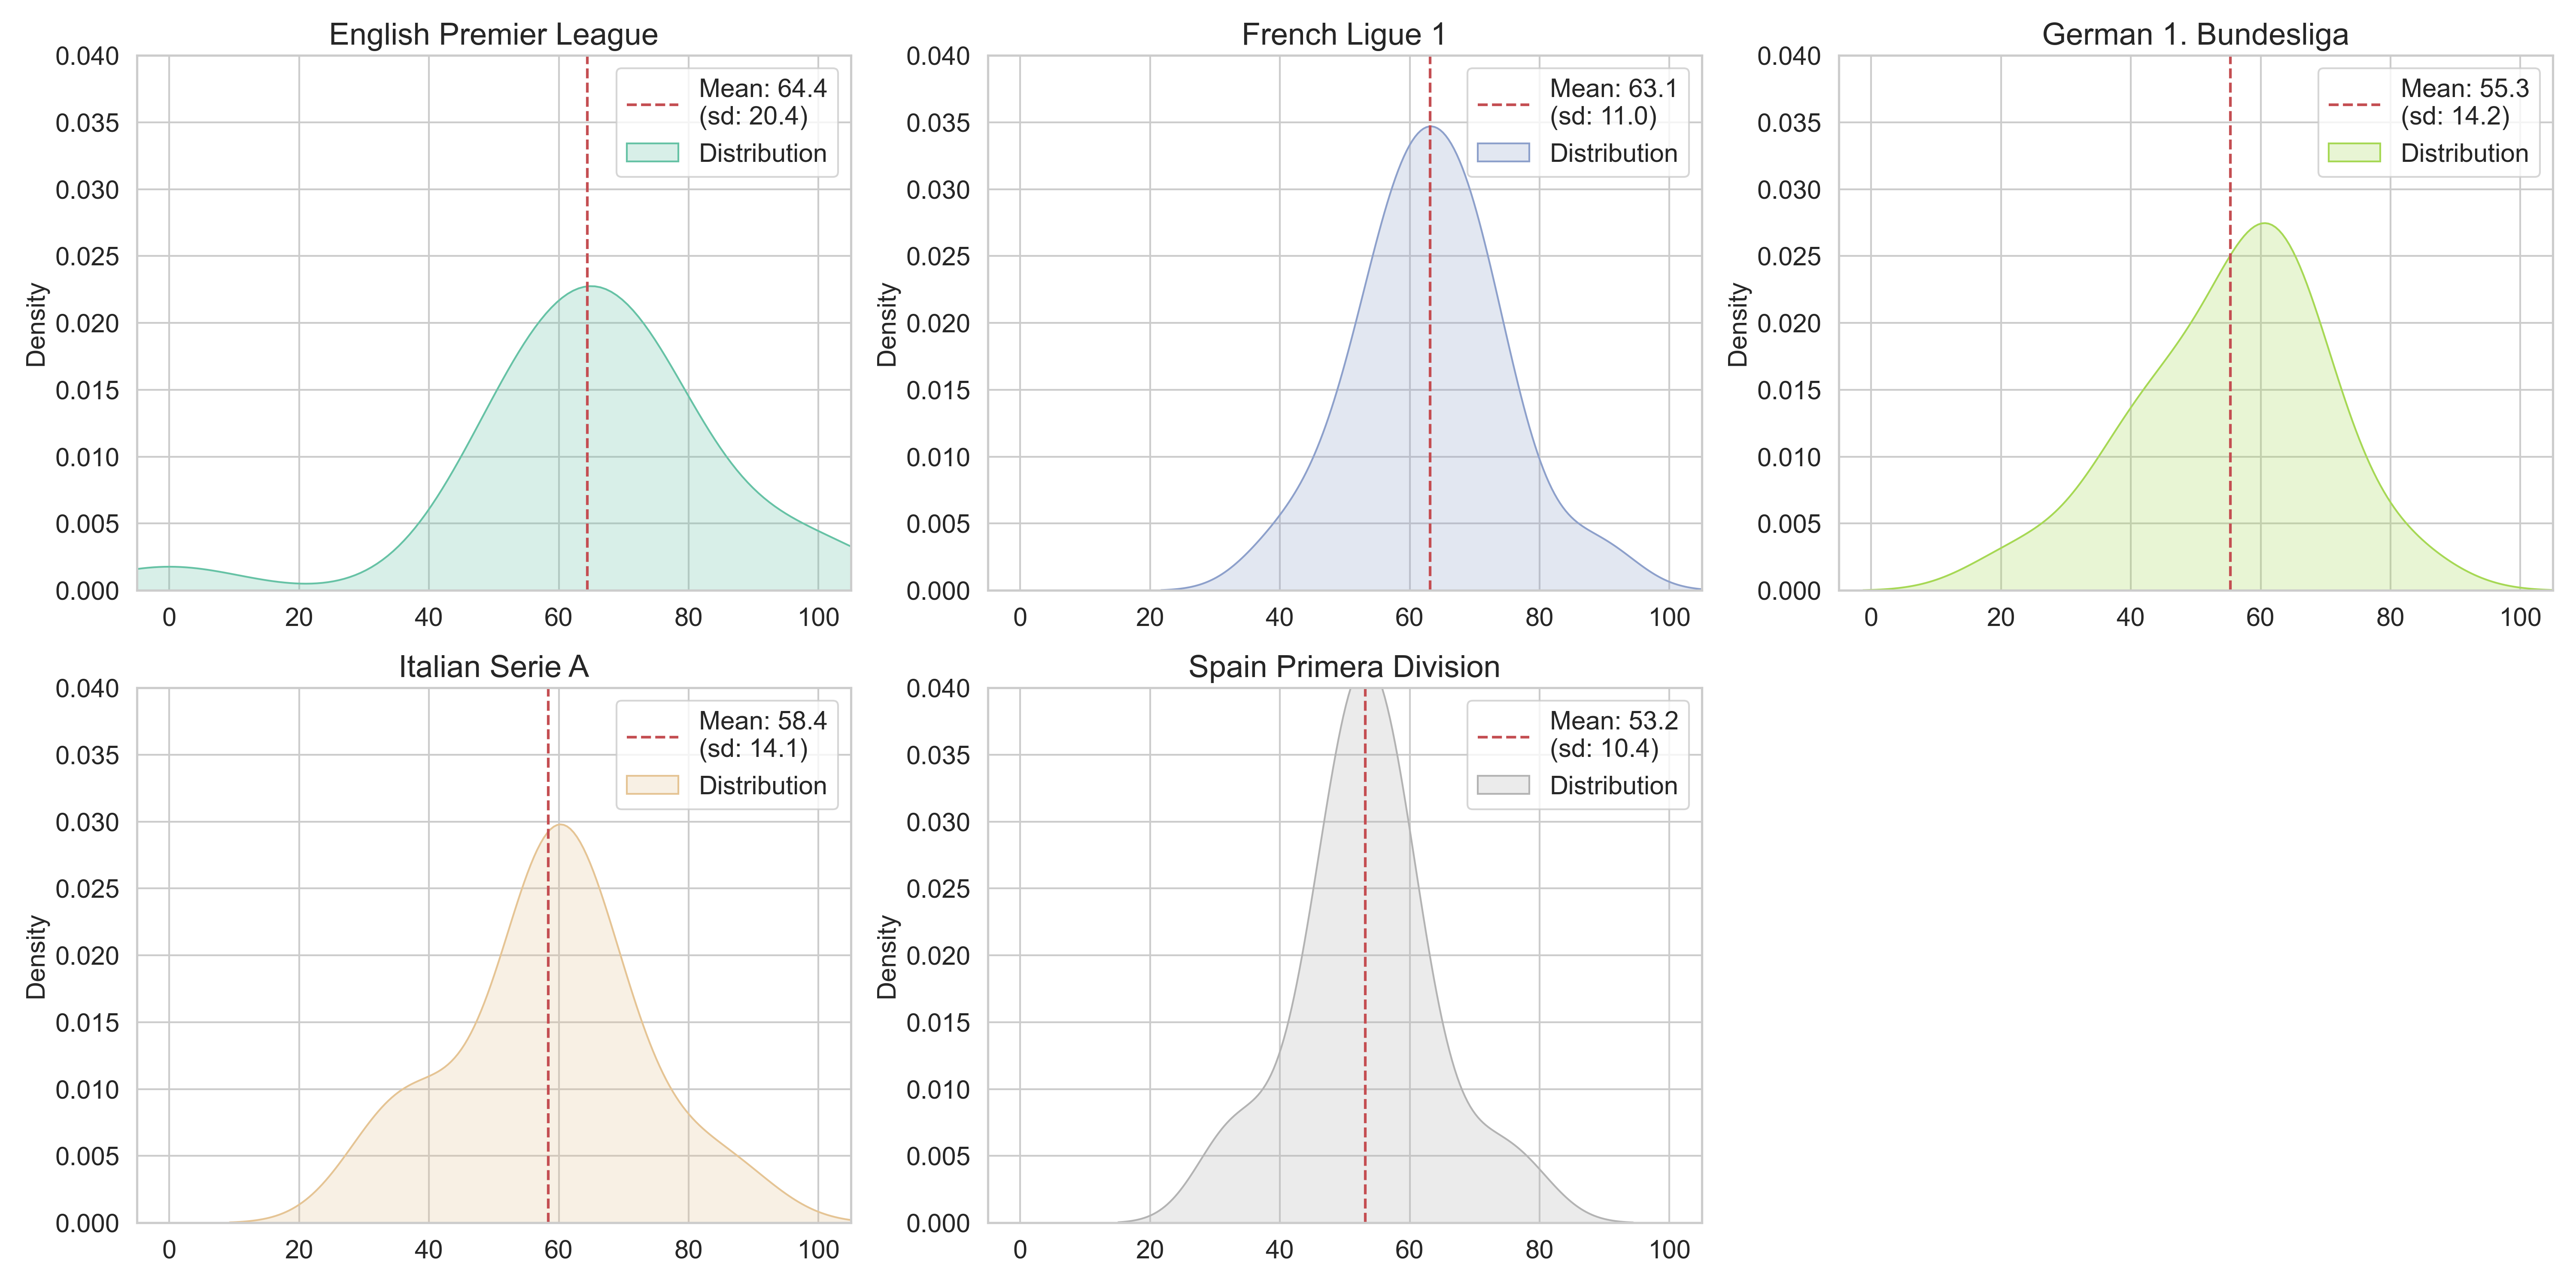 English Premier League
0.040
0.035
0.030
0.025
0.020
0.015
0.010
0.005
0.000
Density
0 20 40 60 80 100
Mean: 64.4
(sd: 20.4)
Distribution
French Ligue 1
0.040
0.035
0.030
0.025
0.020
0.015
0.010
0.005
0.000
Density
0 20 40 60 80 100
Mean: 63.1
(sd: 11.0)
Distribution
German 1. Bundesliga
0.040
0.035
0.030
0.025
0.020
0.015
0.010
0.005
0.000
Density
0 20 40 60 80 100
Mean: 55.3
(sd: 14.2)
Distribution
Italian Serie A
0.040
0.035
0.030
0.025
0.020
0.015
0.010
0.005
0.000
Density
0 20 40 60 80 100
Mean: 58.4
(sd: 14.1)
Distribution
Spain Primera Division
0.040
0.035
0.030
0.025
0.020
0.015
0.010
0.005
0.000
Density
0 20 40 60 80 100
Mean: 53.2
(sd: 10.4)
Distribution